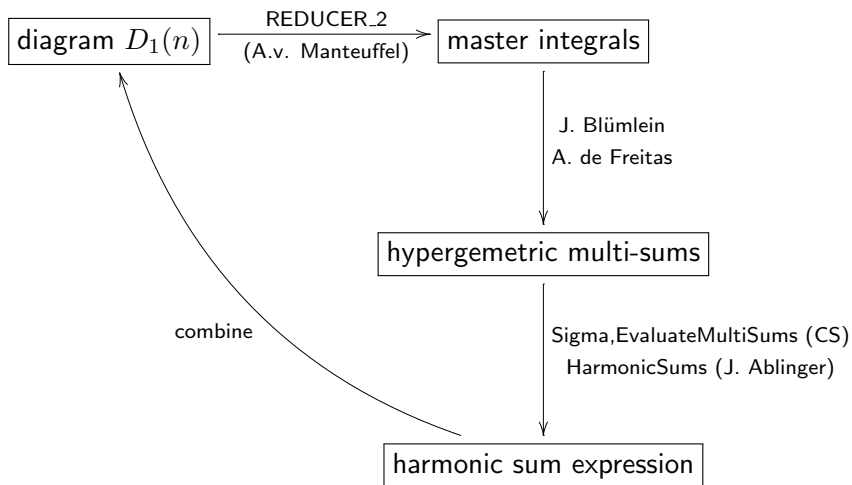 diagram D₁(n)
REDUCER_2
(A.v. Manteuffel)
master integrals
J. Blümlein
A. de Freitas
hypergemetric multi-sums
combine
Sigma,EvaluateMultiSums (CS)
HarmonicSums (J. Ablinger)
harmonic sum expression